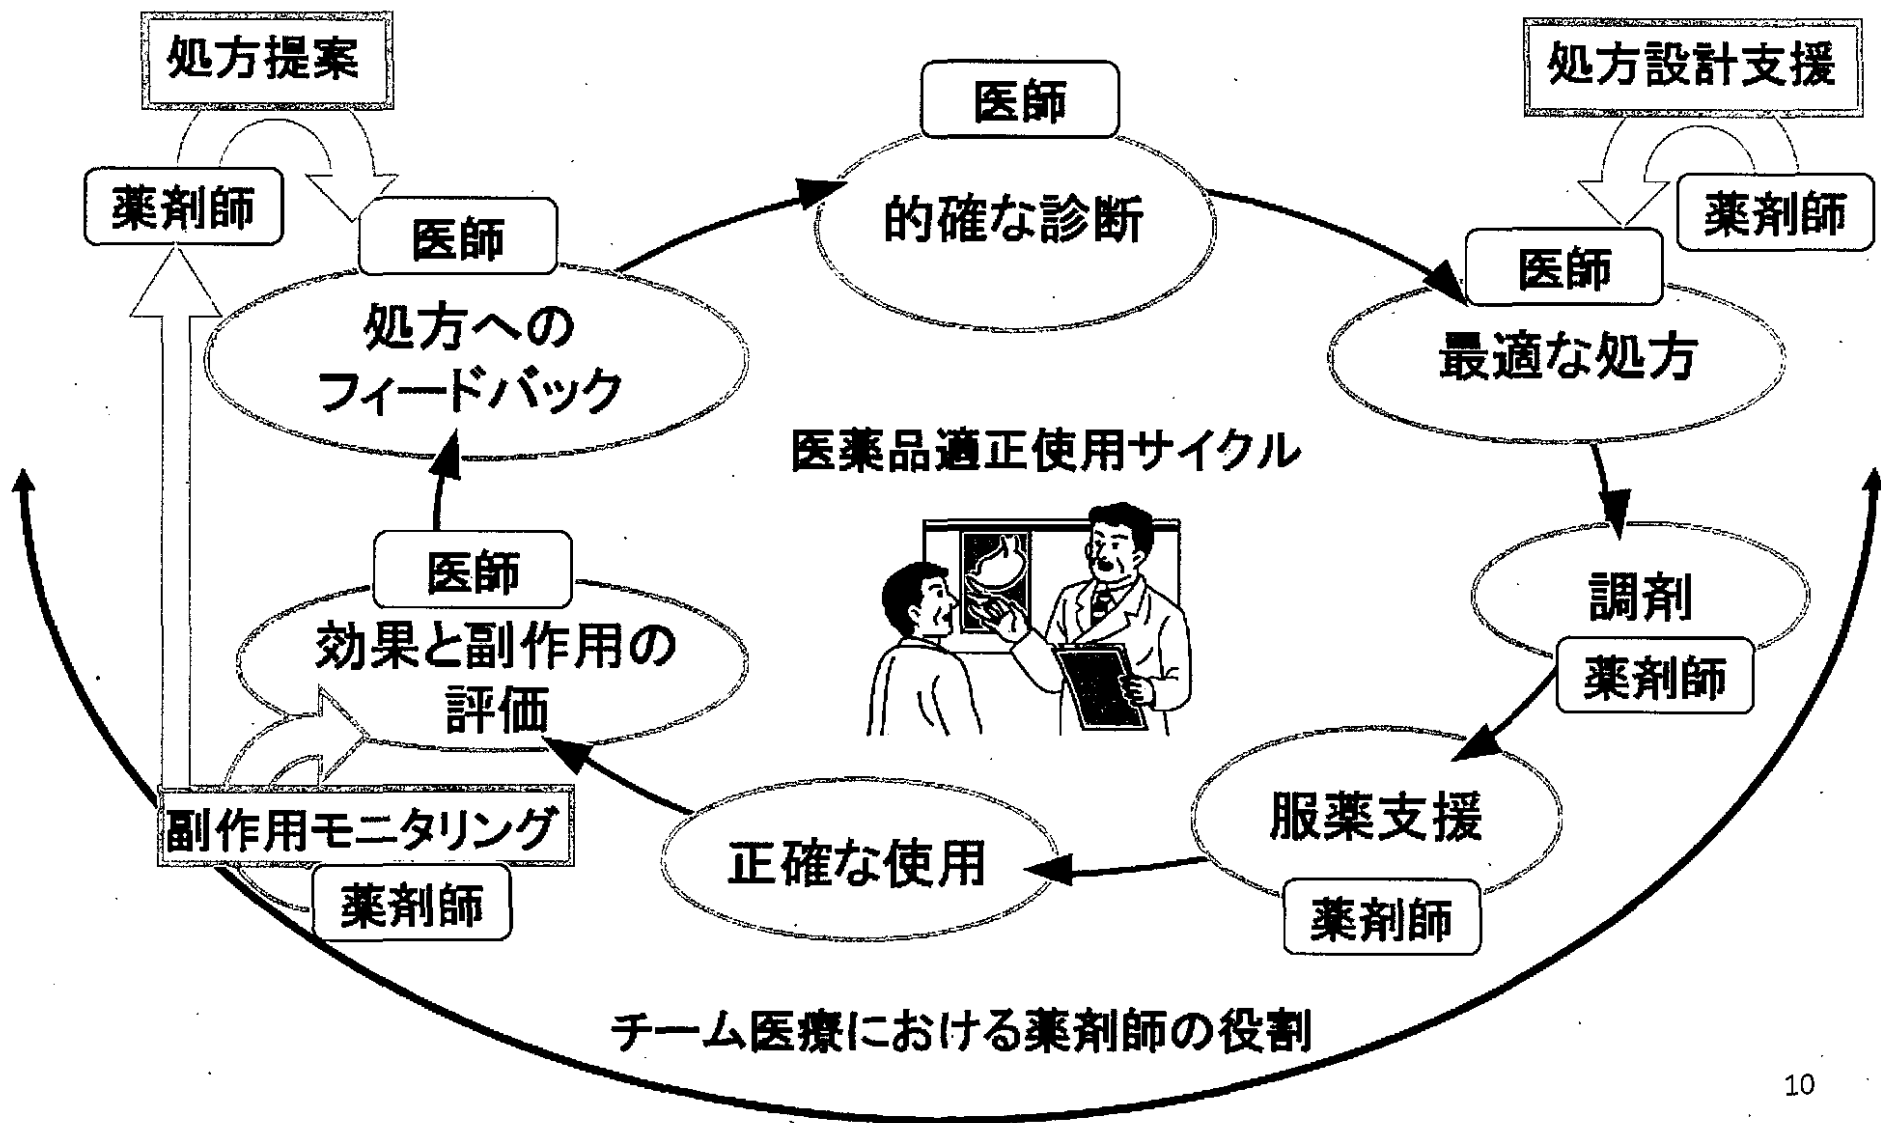 処方提案
処方設計支援
医師
薬剤師
薬剤師
医師
的確な診断
医師
処方への
フィードバック
最適な処方
医薬品適正使用サイクル
医師
調剤
効果と副作用の
評価
薬剤師
服薬支援
副作用モニタリング
正確な使用
薬剤師
薬剤師
チーム医療における薬剤師の役割
10